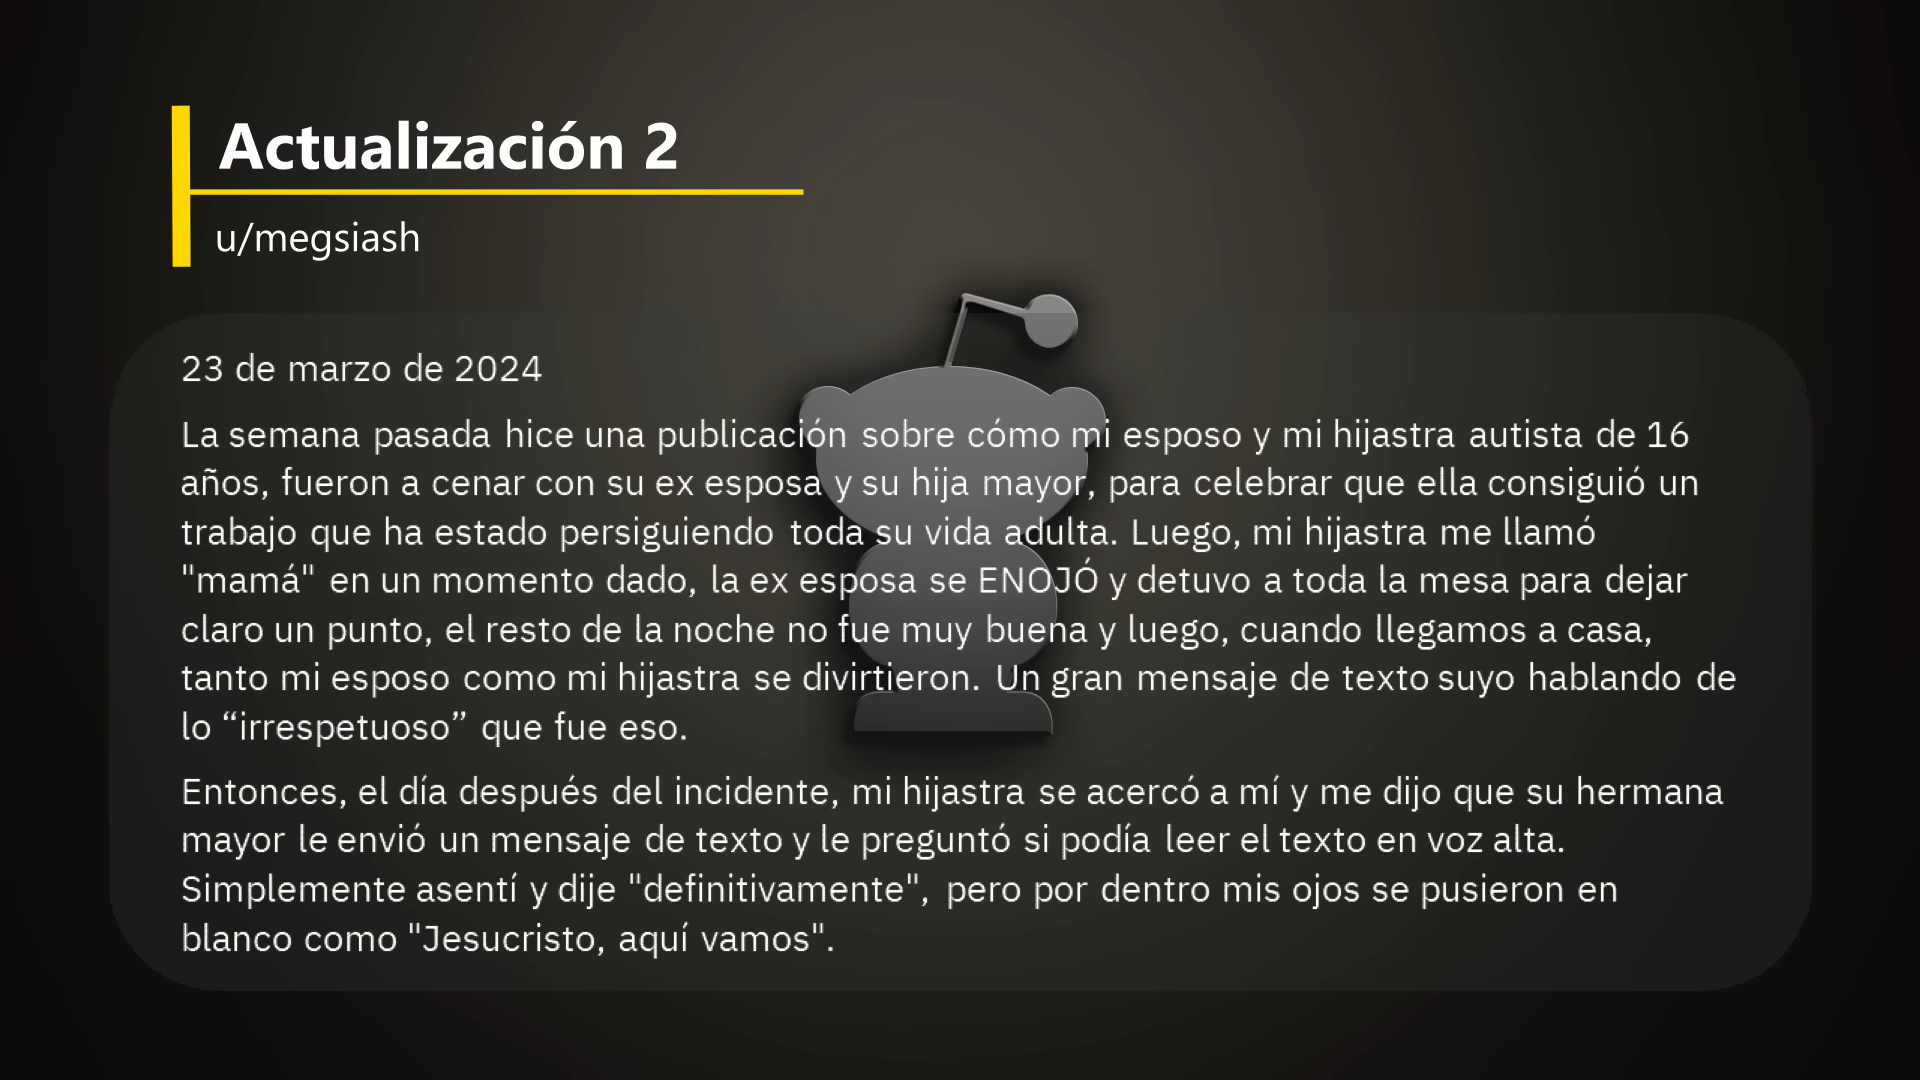 Actualización 2
u/megsiash
23 de marzo de 2024
La semana pasada hice una publicación sobre cómo mi esposo y mi hijastra autista de 16
años, fueron a cenar con su ex esposa y su hija mayor, para celebrar que ella consiguió un
trabajo que ha estado persiguiendo toda su vida adulta. Luego, mi hijastra me llamó
"mamá" en un momento dado, la ex esposa se ENOJÓ y detuvo a toda la mesa para dejar
claro un punto, el resto de la noche no fue muy buena y luego, cuando llegamos a casa,
tanto mi esposo como mi hijastra se divirtieron. Un gran mensaje de texto suyo hablando de
lo “irrespetuoso” que fue eso.
Entonces, el día después del incidente, mi hijastra se acercó a mí y me dijo que su hermana
mayor le envió un mensaje de texto y le preguntó si podía leer el texto en voz alta.
Simplemente asentí y dije "definitivamente", pero por dentro mis ojos se pusieron en
blanco como "Jesucristo, aquí vamos".